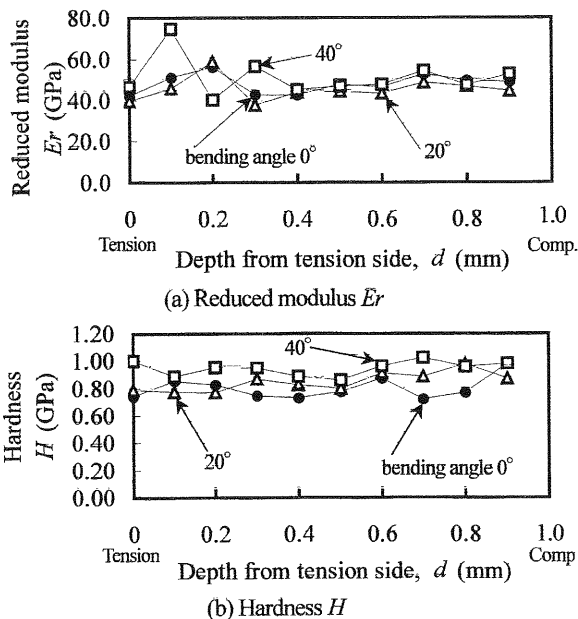 80.0
60.0
40.0
20.0
0.0
Reduced modulus
Er (GPa)
40°
bending angle 0°
20°
0 0.2 0.4 0.6 0.8 1.0
Tension Comp.
Depth from tension side, d (mm)
(a) Reduced modulus Er
1.20
1.00
0.80
0.60
0.40
0.20
0.00
Hardness
H (GPa)
40°
20°
bending angle 0°
0 0.2 0.4 0.6 0.8 1.0
Tension Comp
Depth from tension side, d (mm)
(b) Hardness H